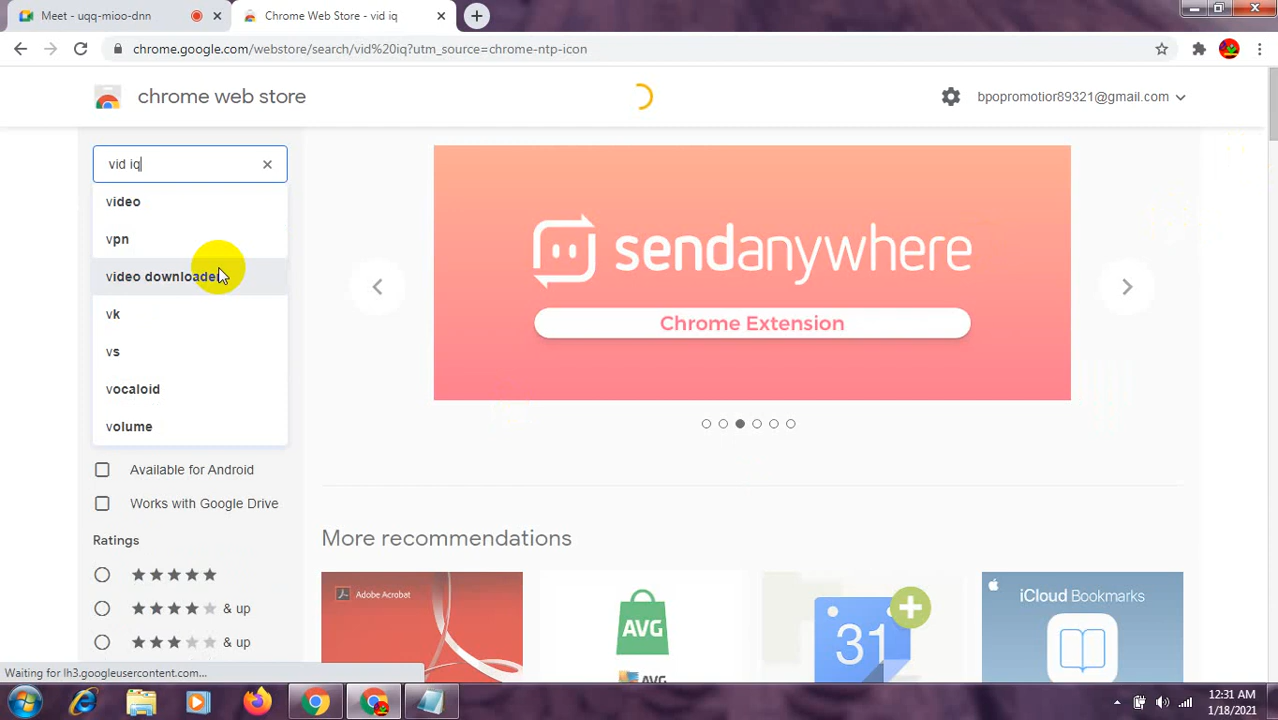 Meet - uqq-mioo-dnn
Chrome Web Store - vid iq
chrome.google.com/webstore/search/vid%20iq?utm_source=chrome-ntp-icon
chrome web store
bpopromotior89321@gmail.com
vid iq
video
vpn
video downloade
vk
vs
vocaloid
volume
sendanywhere
Chrome Extension
Available for Android
Works with Google Drive
Ratings
& up
& up
More recommendations
Adobe Acrobat
AVG
AVG
31
iCloud Bookmarks
Waiting for lh3.googleusercontent.com...
12:31 AM
1/18/2021